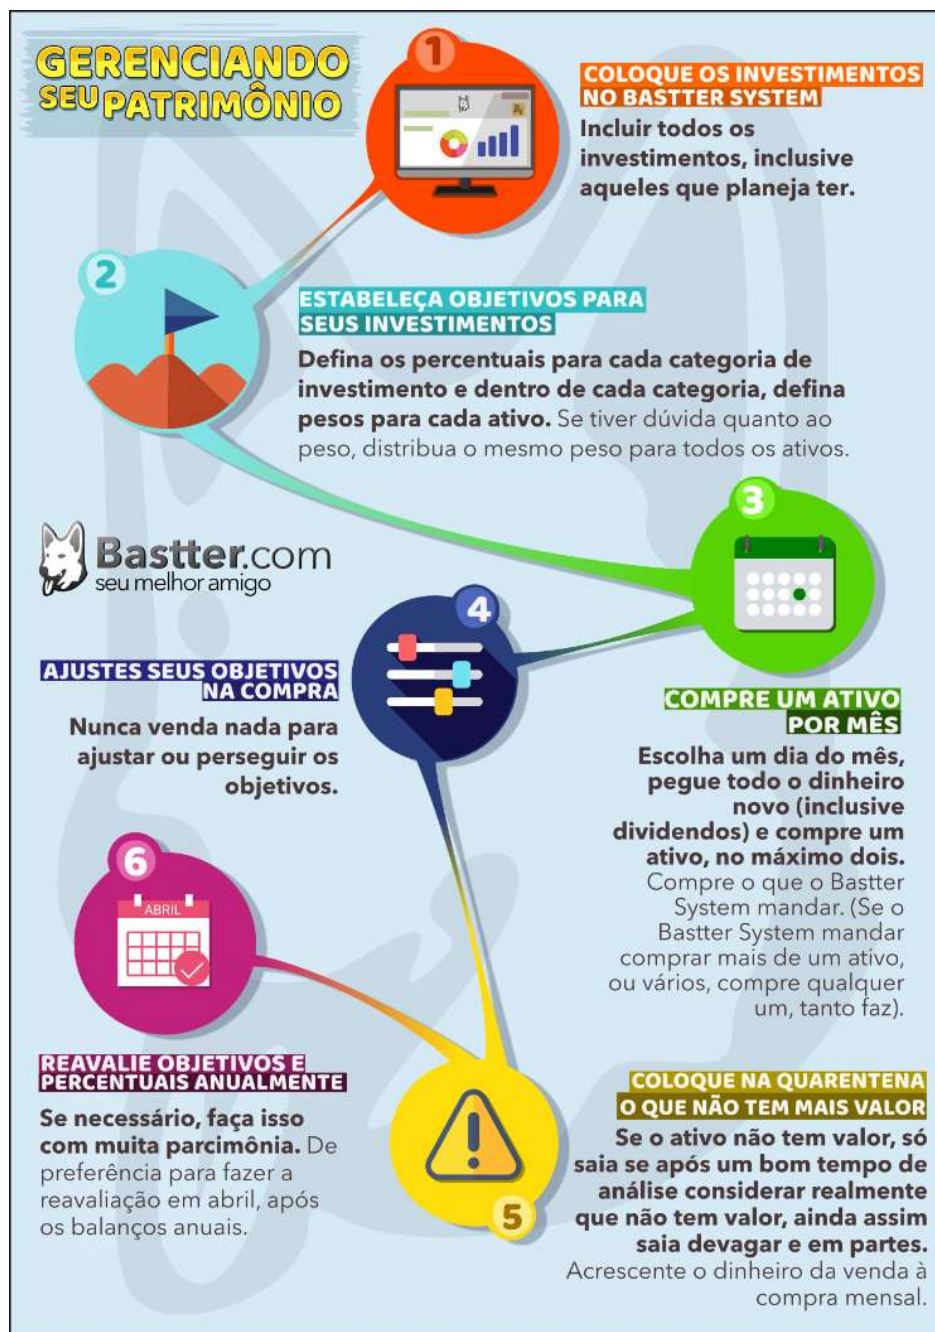 GERENCIANDO
SEU PATRIMÔNIO
1
COLOQUE OS INVESTIMENTOS
NO BASTTER SYSTEM
Incluir todos os
investimentos, inclusive
aqueles que planeja ter.
2
ESTABELEÇA OBJETIVOS PARA
SEUS INVESTIMENTOS
Defina os percentuais para cada categoria de
investimento e dentro de cada categoria, defina
pesos para cada ativo. Se tiver dúvida quanto ao
peso, distribua o mesmo peso para todos os ativos.
Bastter.com
seu melhor amigo
3
COMPRE UM ATIVO
POR MÊS
Escolha um dia do mês,
pegue todo o dinheiro
novo (inclusive
dividendos) e compre um
ativo, no máximo dois.
Compre o que o Bastter
System mandar. (Se o
Bastter System mandar
comprar mais de um ativo,
ou vários, compre qualquer
um, tanto faz).
4
AJUSTES SEUS OBJETIVOS
NA COMPRA
Nunca venda nada para
ajustar ou perseguir os
objetivos.
5
COLOQUE NA QUARENTENA
O QUE NÃO TEM MAIS VALOR
Se o ativo não tem valor, só
saia se após um bom tempo de
análise considerar realmente
que não tem valor, ainda assim
saia devagar e em partes.
Acrescente o dinheiro da venda à
compra mensal.
6
ABRIL
REAVALIE OBJETIVOS E
PERCENTUAIS ANUALMENTE
Se necessário, faça isso
com muita parcimônia. De
preferência para fazer a
reavaliação em abril, após
os balanços anuais.